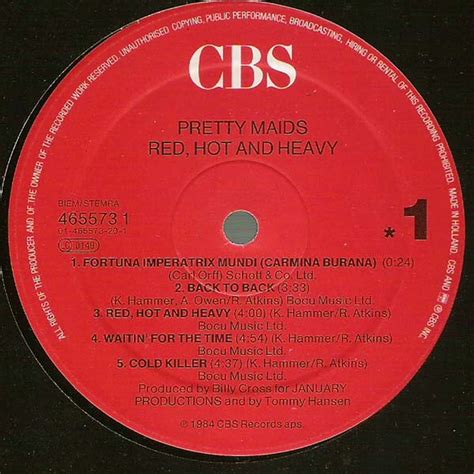 ALL RIGHTS OF THE PRODUCER AND OF THE OWNER OF THE RECORDED WORK RESERVED. UNAUTHORISED COPYING, PUBLIC PERFORMANCE, BROADCASTING, HIRING OR RENTAL OF THIS RECORDING PROHIBITED. MADE IN HOLLAND. CBS AND ℗ CBS INC.
CBS
PRETTY MAIDS
RED, HOT AND HEAVY
BIEM/STEMRA
465573 1
01-465573-20-1
*1
1. FORTUNA IMPERATRIX MUNDI (CARMINA BURANA) (0:24)
(Carl Orff) Schott & Co. Ltd.
2. BACK TO BACK (3:33)
(K. Hammer, A. Owen/R. Atkins) Bocu Music Ltd.
3. RED, HOT AND HEAVY (4:00) (K. Hammer/R. Atkins)
Bocu Music Ltd.
4. WAITIN' FOR THE TIME (4:54) (K. Hammer/R. Atkins)
Bocu Music Ltd.
5. COLD KILLER (4:37) (K. Hammer/R. Atkins)
Bocu Music Ltd.
Produced by Billy Cross for JANUARY
PRODUCTIONS and by Tommy Hansen
℗ 1984 CBS Records aps.